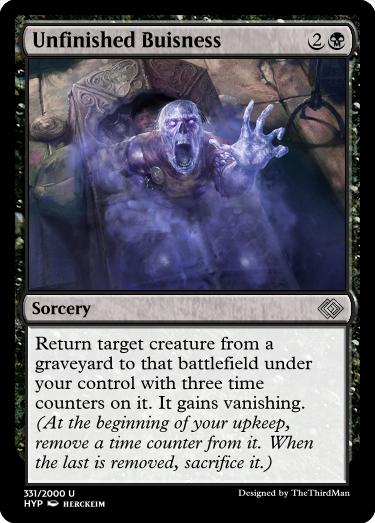 Unfinished Buisness 2
Sorcery
Return target creature from a
graveyard to that battlefield under
your control with three time
counters on it. It gains vanishing.
(At the beginning of your upkeep,
remove a time counter from it. When
the last is removed, sacrifice it.)
331/2000 U Designed by TheThirdMan
HYP HERCKEIM